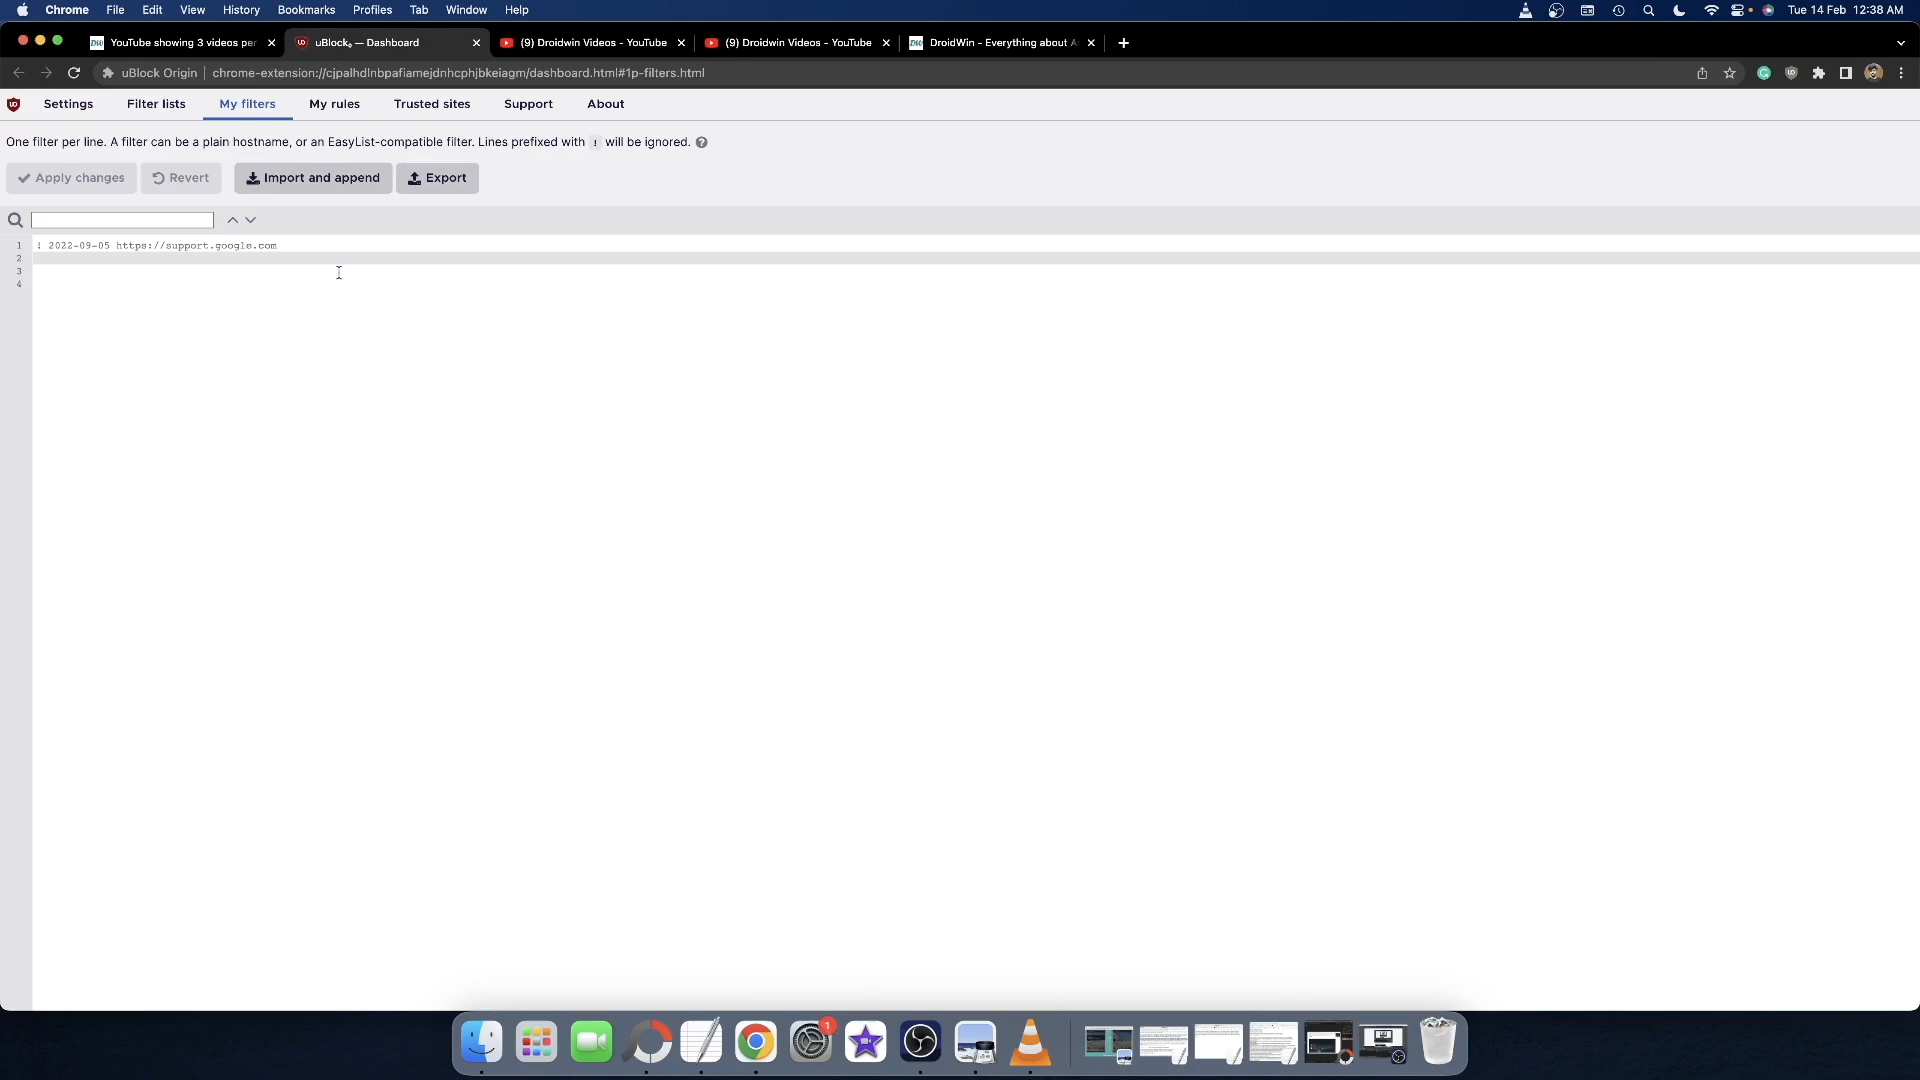 Chrome File Edit View History Bookmarks Profiles Tab Window Help Tue 14 Feb 12:38 AM
YouTube showing 3 videos per uBlock₀ — Dashboard (9) Droidwin Videos - YouTube (9) Droidwin Videos - YouTube DroidWin - Everything about A
uBlock Origin | chrome-extension://cjpalhdlnbpafiamejdnhcphjbkeiagm/dashboard.html#1p-filters.html
Settings Filter lists My filters My rules Trusted sites Support About
One filter per line. A filter can be a plain hostname, or an EasyList-compatible filter. Lines prefixed with ! will be ignored. ?
Apply changes Revert Import and append Export
1 ! 2022-09-05 https://support.google.com
2
3
4
1